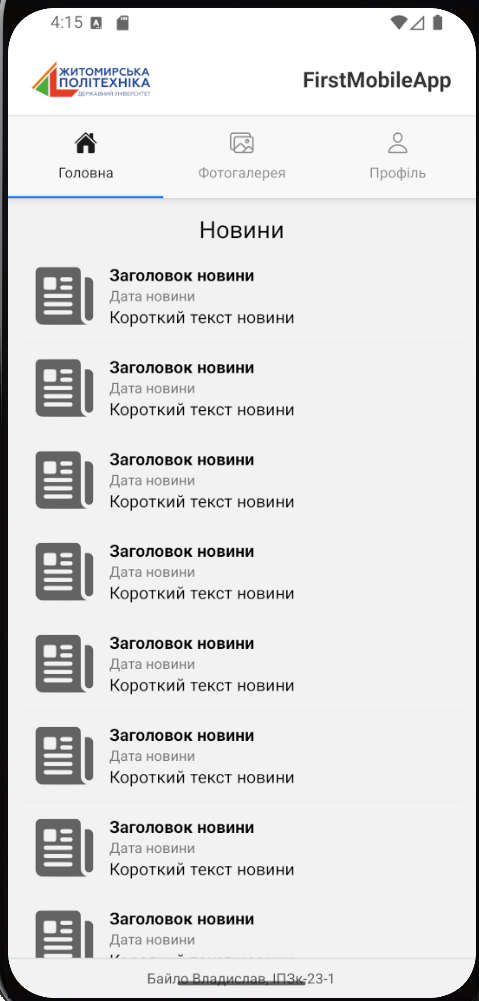 4:15
ЖИТОМИРСЬКА
ПОЛІТЕХНІКА
ДЕРЖАВНИЙ УНІВЕРСИТЕТ
FirstMobileApp
Головна
Фотогалерея
Профіль
Новини
Заголовок новини
Дата новини
Короткий текст новини
Заголовок новини
Дата новини
Короткий текст новини
Заголовок новини
Дата новини
Короткий текст новини
Заголовок новини
Дата новини
Короткий текст новини
Заголовок новини
Дата новини
Короткий текст новини
Заголовок новини
Дата новини
Короткий текст новини
Заголовок новини
Дата новини
Короткий текст новини
Заголовок новини
Дата новини
Байло Владислав, ІПЗк-23-1